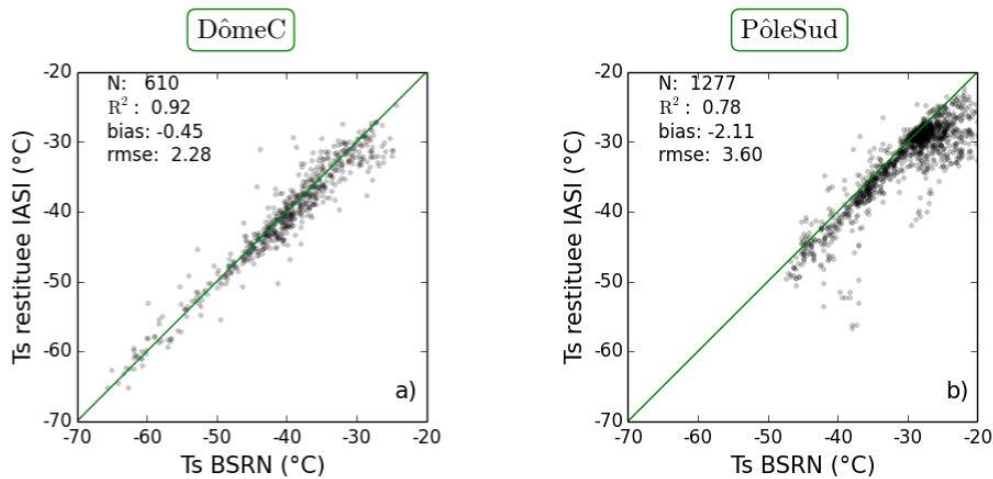 DômeC
-20
-30
-40
-50
-60
-70
-70 -60 -50 -40 -30 -20
N: 610
R² : 0.92
bias: -0.45
rmse: 2.28
a)
Ts restituee IASI (°C)
Ts BSRN (°C)
PôleSud
-20
-30
-40
-50
-60
-70
-70 -60 -50 -40 -30 -20
N: 1277
R² : 0.78
bias: -2.11
rmse: 3.60
b)
Ts restituee IASI (°C)
Ts BSRN (°C)